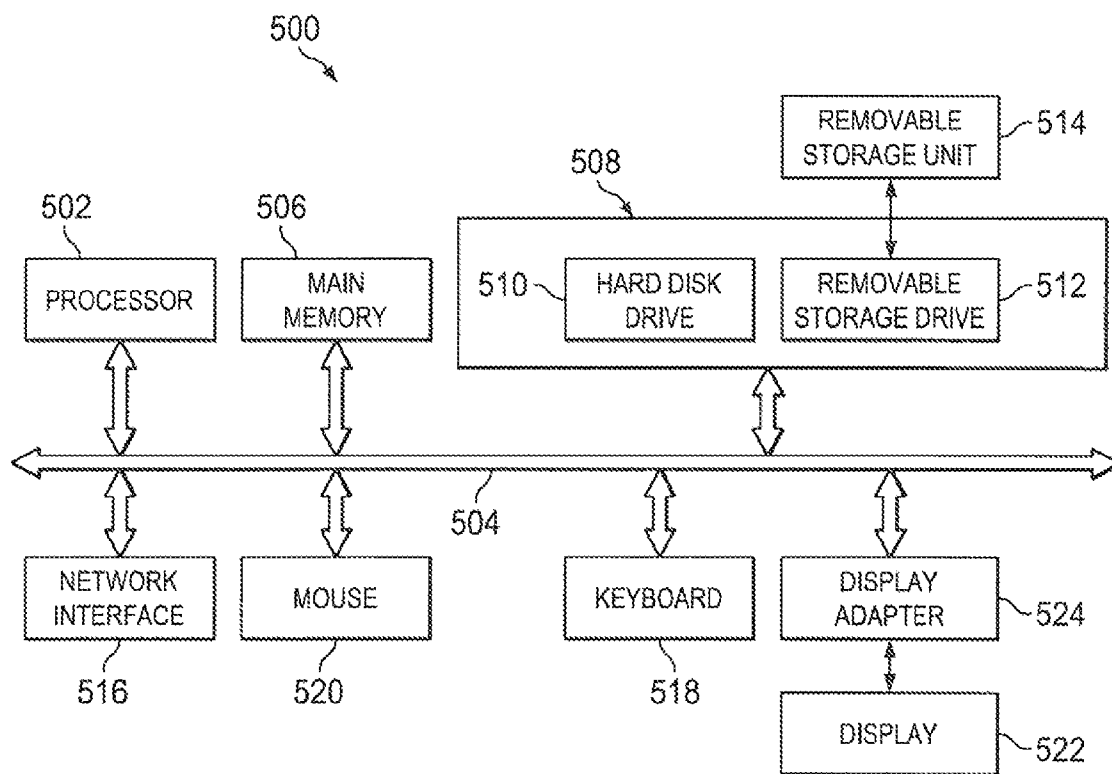 500
REMOVABLE
STORAGE UNIT
514
508
502
506
PROCESSOR
MAIN
MEMORY
510
HARD DISK
DRIVE
REMOVABLE
STORAGE DRIVE
512
504
NETWORK
INTERFACE
MOUSE
KEYBOARD
DISPLAY
ADAPTER
524
516
520
518
DISPLAY
522